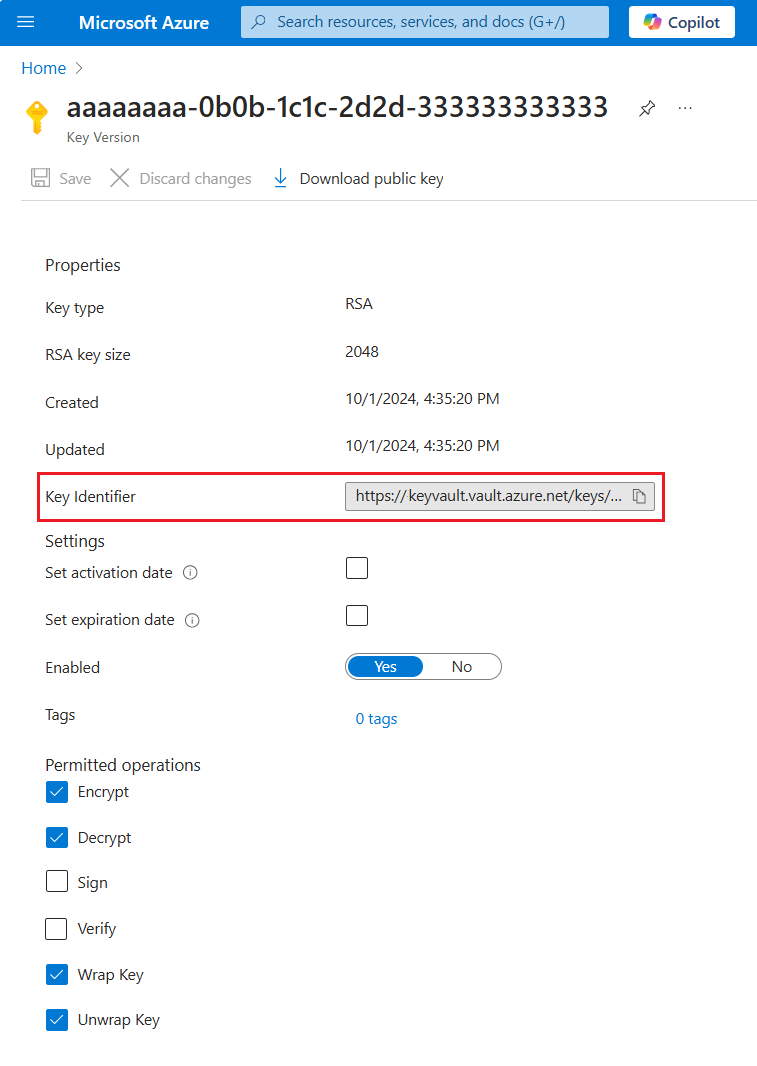 Microsoft Azure
Search resources, services, and docs (G+/)
Copilot
Home
aaaaaaaa-0b0b-1c1c-2d2d-333333333333
Key Version
Save
Discard changes
Download public key
Properties
Key type
RSA
RSA key size
2048
Created
10/1/2024, 4:35:20 PM
Updated
10/1/2024, 4:35:20 PM
Key Identifier
https://keyvault.vault.azure.net/keys/...
Settings
Set activation date
Set expiration date
Enabled
Yes
No
Tags
0 tags
Permitted operations
Encrypt
Decrypt
Sign
Verify
Wrap Key
Unwrap Key